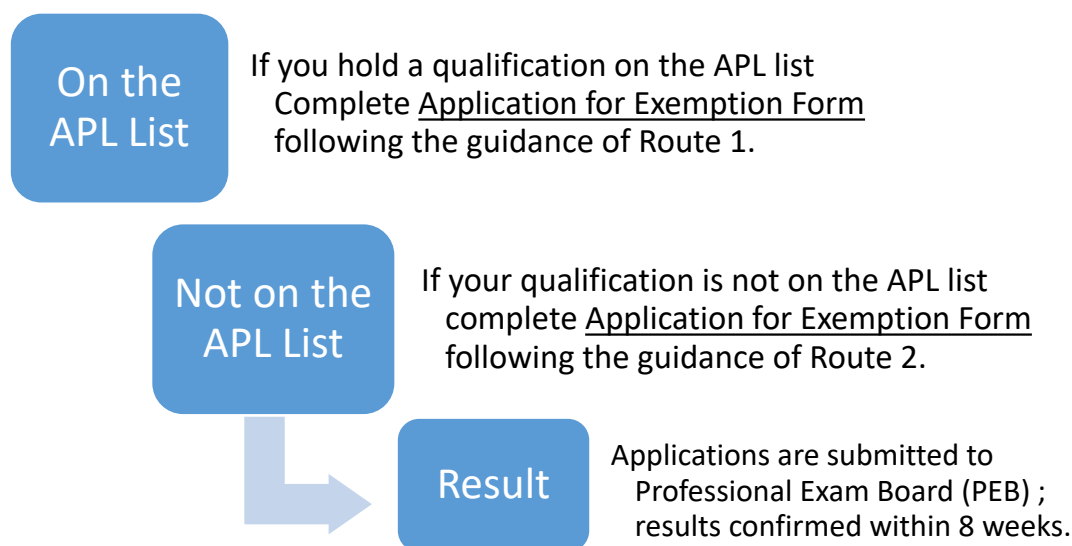 On the
APL List
If you hold a qualification on the APL list
Complete Application for Exemption Form
following the guidance of Route 1.
Not on the
APL List
If your qualification is not on the APL list
complete Application for Exemption Form
following the guidance of Route 2.
Result
Applications are submitted to
Professional Exam Board (PEB) ;
results confirmed within 8 weeks.